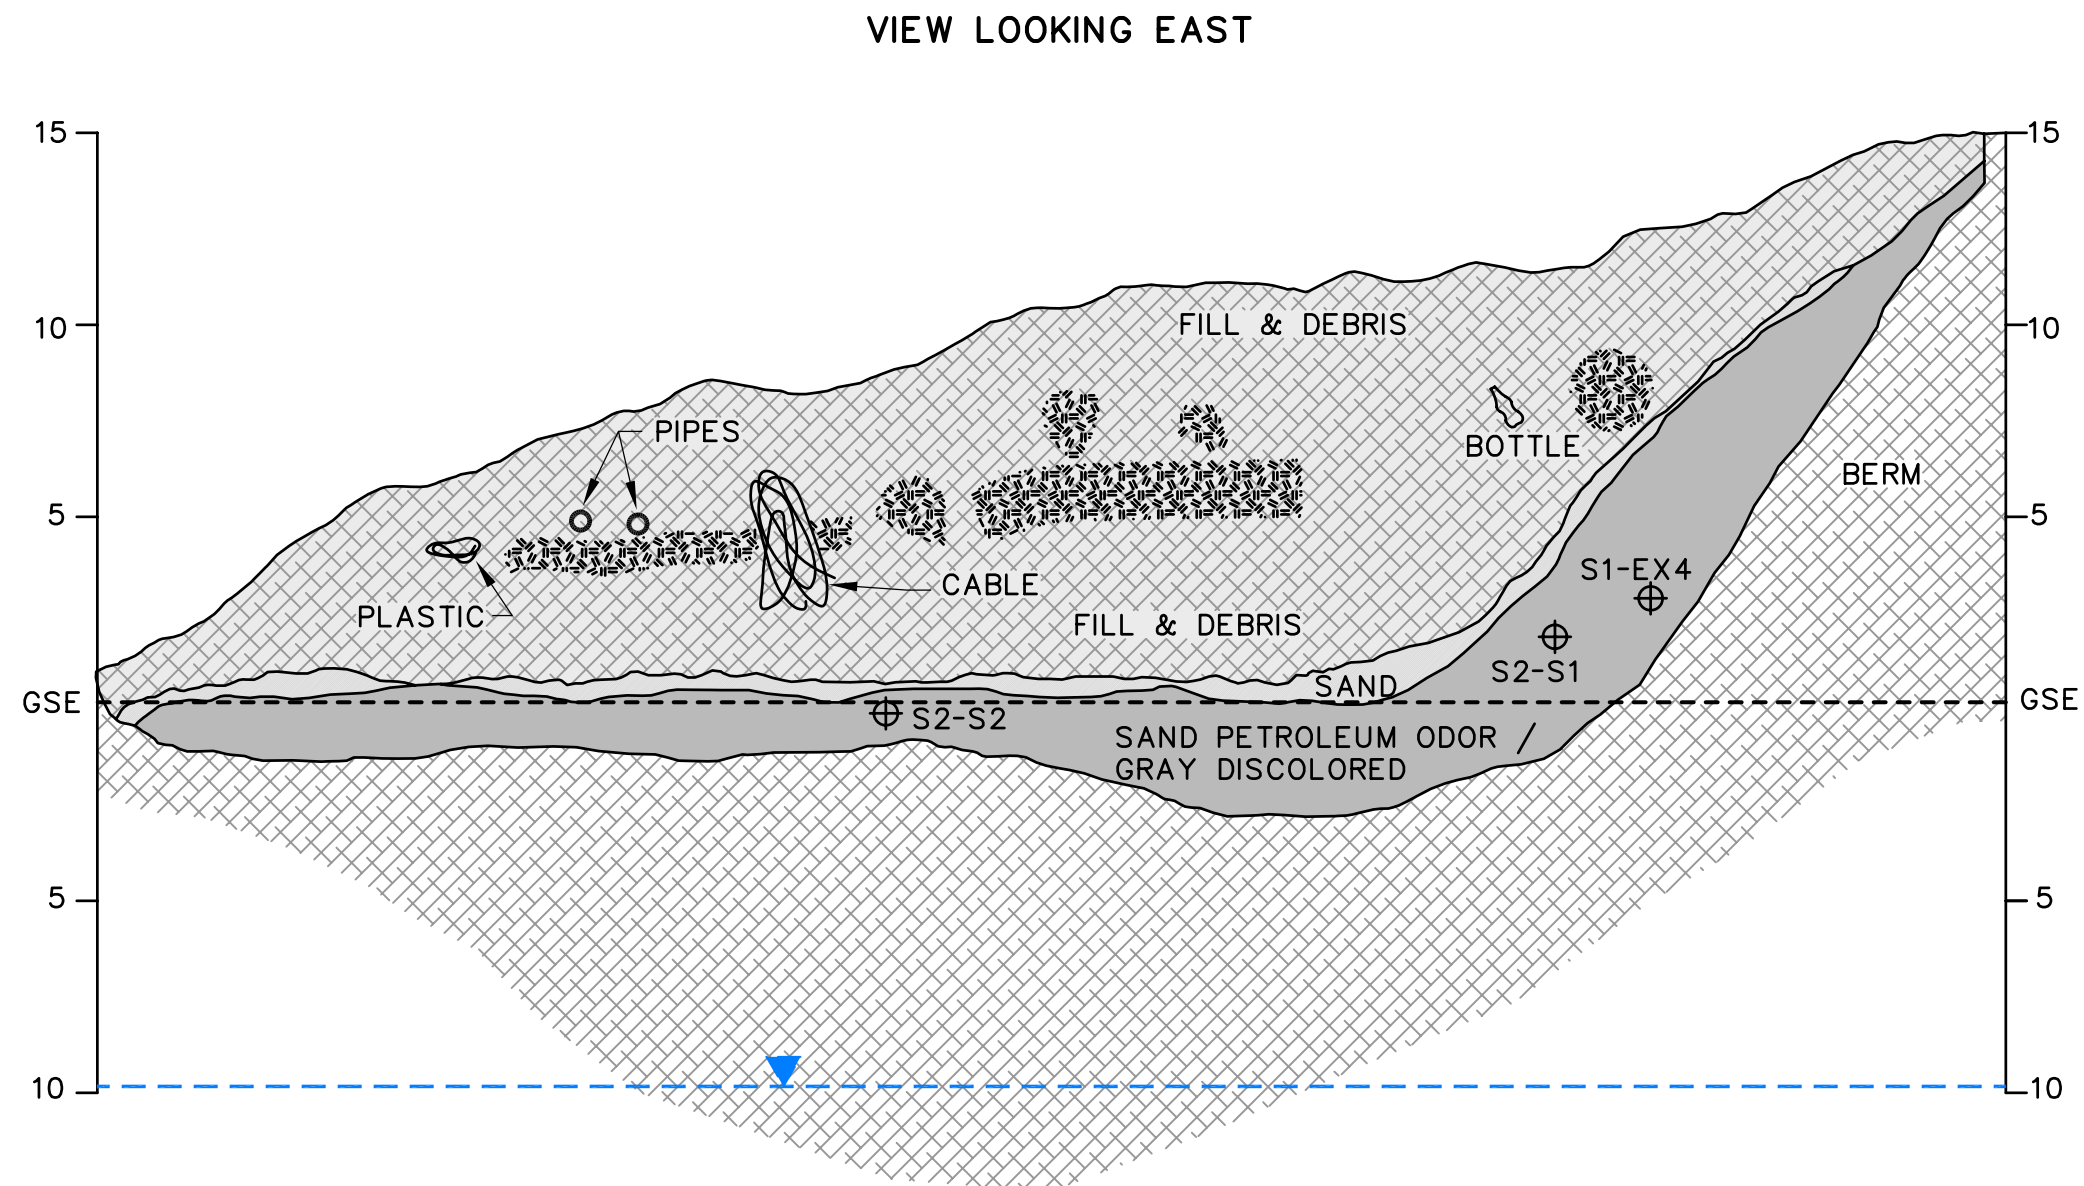 VIEW LOOKING EAST
15
15
10
10
FILL & DEBRIS
PIPES
BOTTLE
BERM
5
5
S1-EX4
CABLE
PLASTIC
FILL & DEBRIS
S2-S1
SAND
GSE
GSE
S2-S2
SAND PETROLEUM ODOR /
GRAY DISCOLORED
5
5
10
10